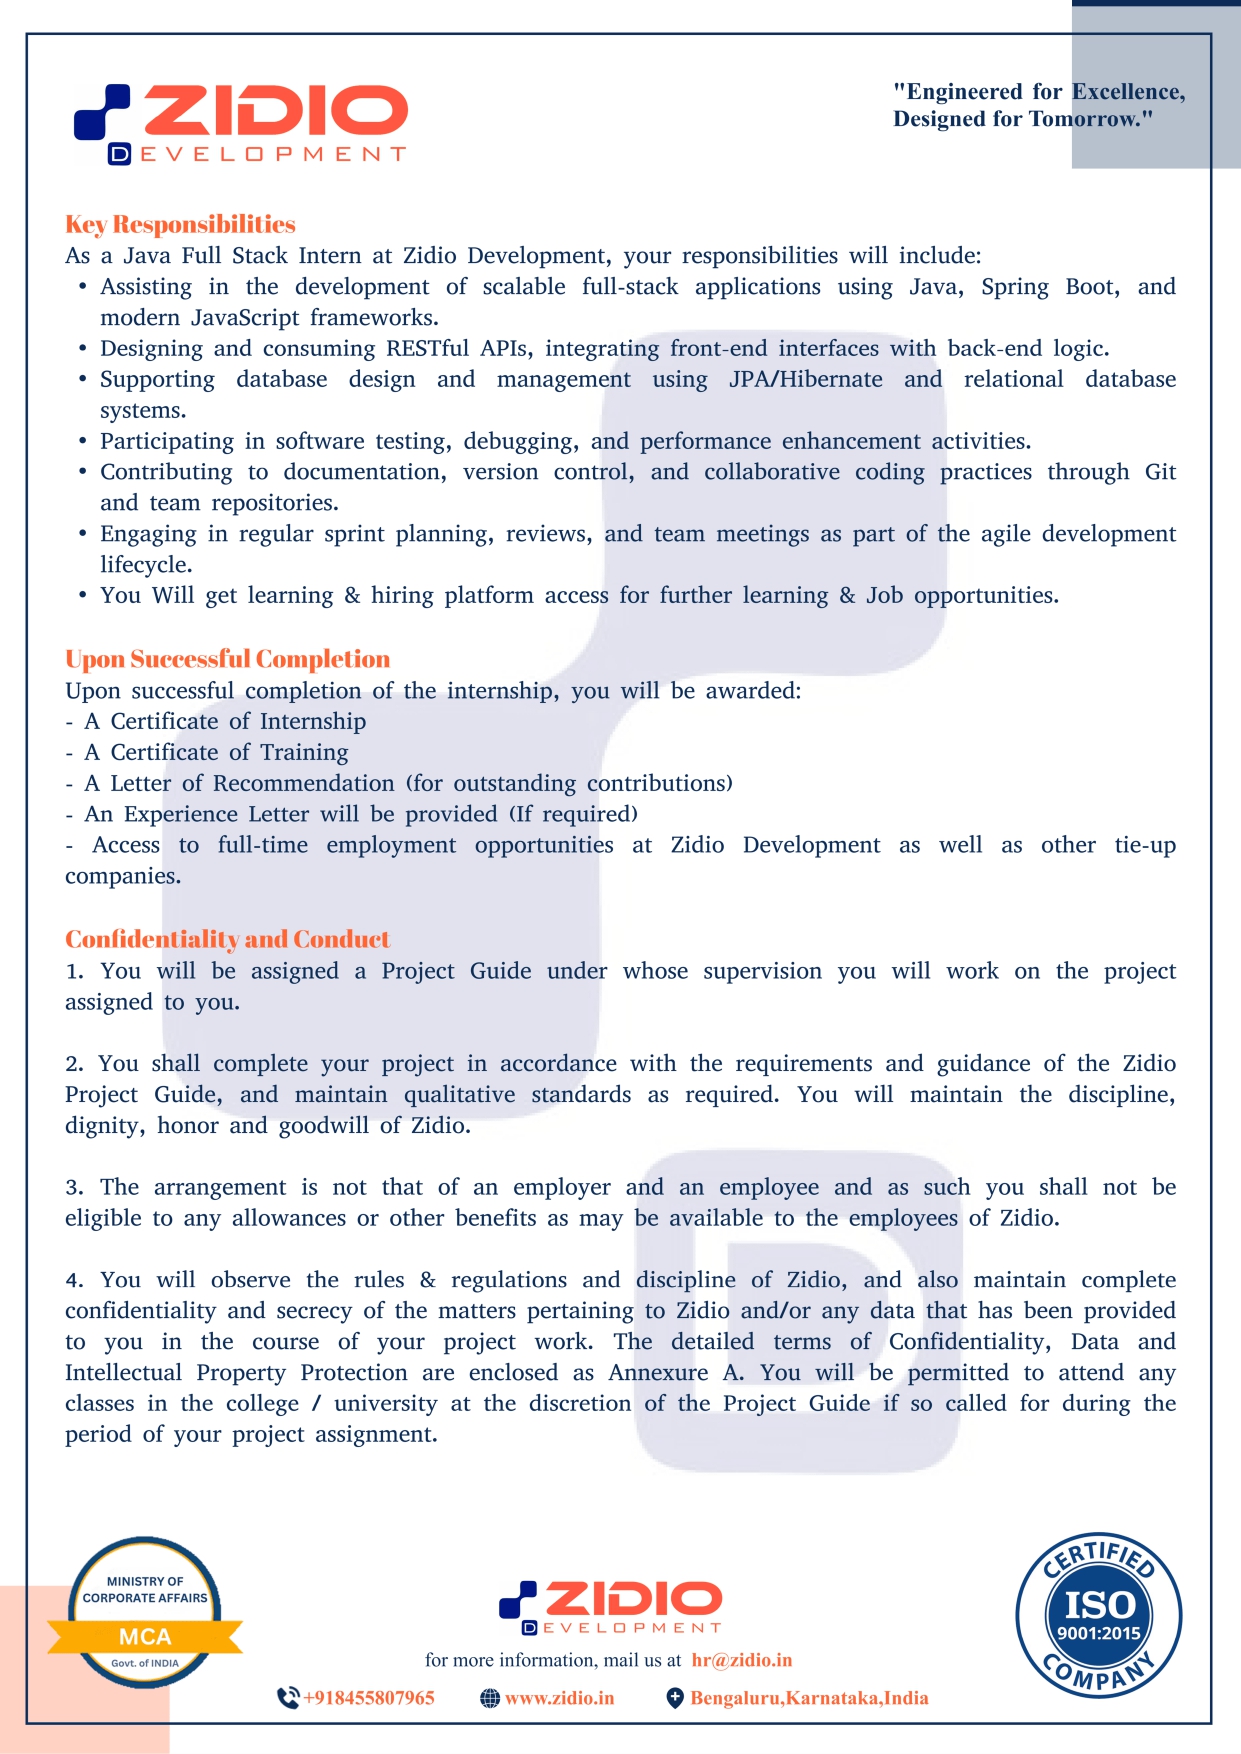 ZIDIO
DEVELOPMENT
"Engineered for Excellence,
Designed for Tomorrow."
Key Responsibilities
As a Java Full Stack Intern at Zidio Development, your responsibilities will include:
• Assisting in the development of scalable full-stack applications using Java, Spring Boot, and
modern JavaScript frameworks.
• Designing and consuming RESTful APIs, integrating front-end interfaces with back-end logic.
• Supporting database design and management using JPA/Hibernate and relational database
systems.
• Participating in software testing, debugging, and performance enhancement activities.
• Contributing to documentation, version control, and collaborative coding practices through Git
and team repositories.
• Engaging in regular sprint planning, reviews, and team meetings as part of the agile development
lifecycle.
• You Will get learning & hiring platform access for further learning & Job opportunities.
Upon Successful Completion
Upon successful completion of the internship, you will be awarded:
- A Certificate of Internship
- A Certificate of Training
- A Letter of Recommendation (for outstanding contributions)
- An Experience Letter will be provided (If required)
- Access to full-time employment opportunities at Zidio Development as well as other tie-up
companies.
Confidentiality and Conduct
1. You will be assigned a Project Guide under whose supervision you will work on the project
assigned to you.
2. You shall complete your project in accordance with the requirements and guidance of the Zidio
Project Guide, and maintain qualitative standards as required. You will maintain the discipline,
dignity, honor and goodwill of Zidio.
3. The arrangement is not that of an employer and an employee and as such you shall not be
eligible to any allowances or other benefits as may be available to the employees of Zidio.
4. You will observe the rules & regulations and discipline of Zidio, and also maintain complete
confidentiality and secrecy of the matters pertaining to Zidio and/or any data that has been provided
to you in the course of your project work. The detailed terms of Confidentiality, Data and
Intellectual Property Protection are enclosed as Annexure A. You will be permitted to attend any
classes in the college / university at the discretion of the Project Guide if so called for during the
period of your project assignment.
MINISTRY OF
CORPORATE AFFAIRS
MCA
Govt. of INDIA
ZIDIO
DEVELOPMENT
for more information, mail us at hr@zidio.in
+918455807965 www.zidio.in Bengaluru,Karnataka,India
CERTIFIED
ISO
9001:2015
COMPANY